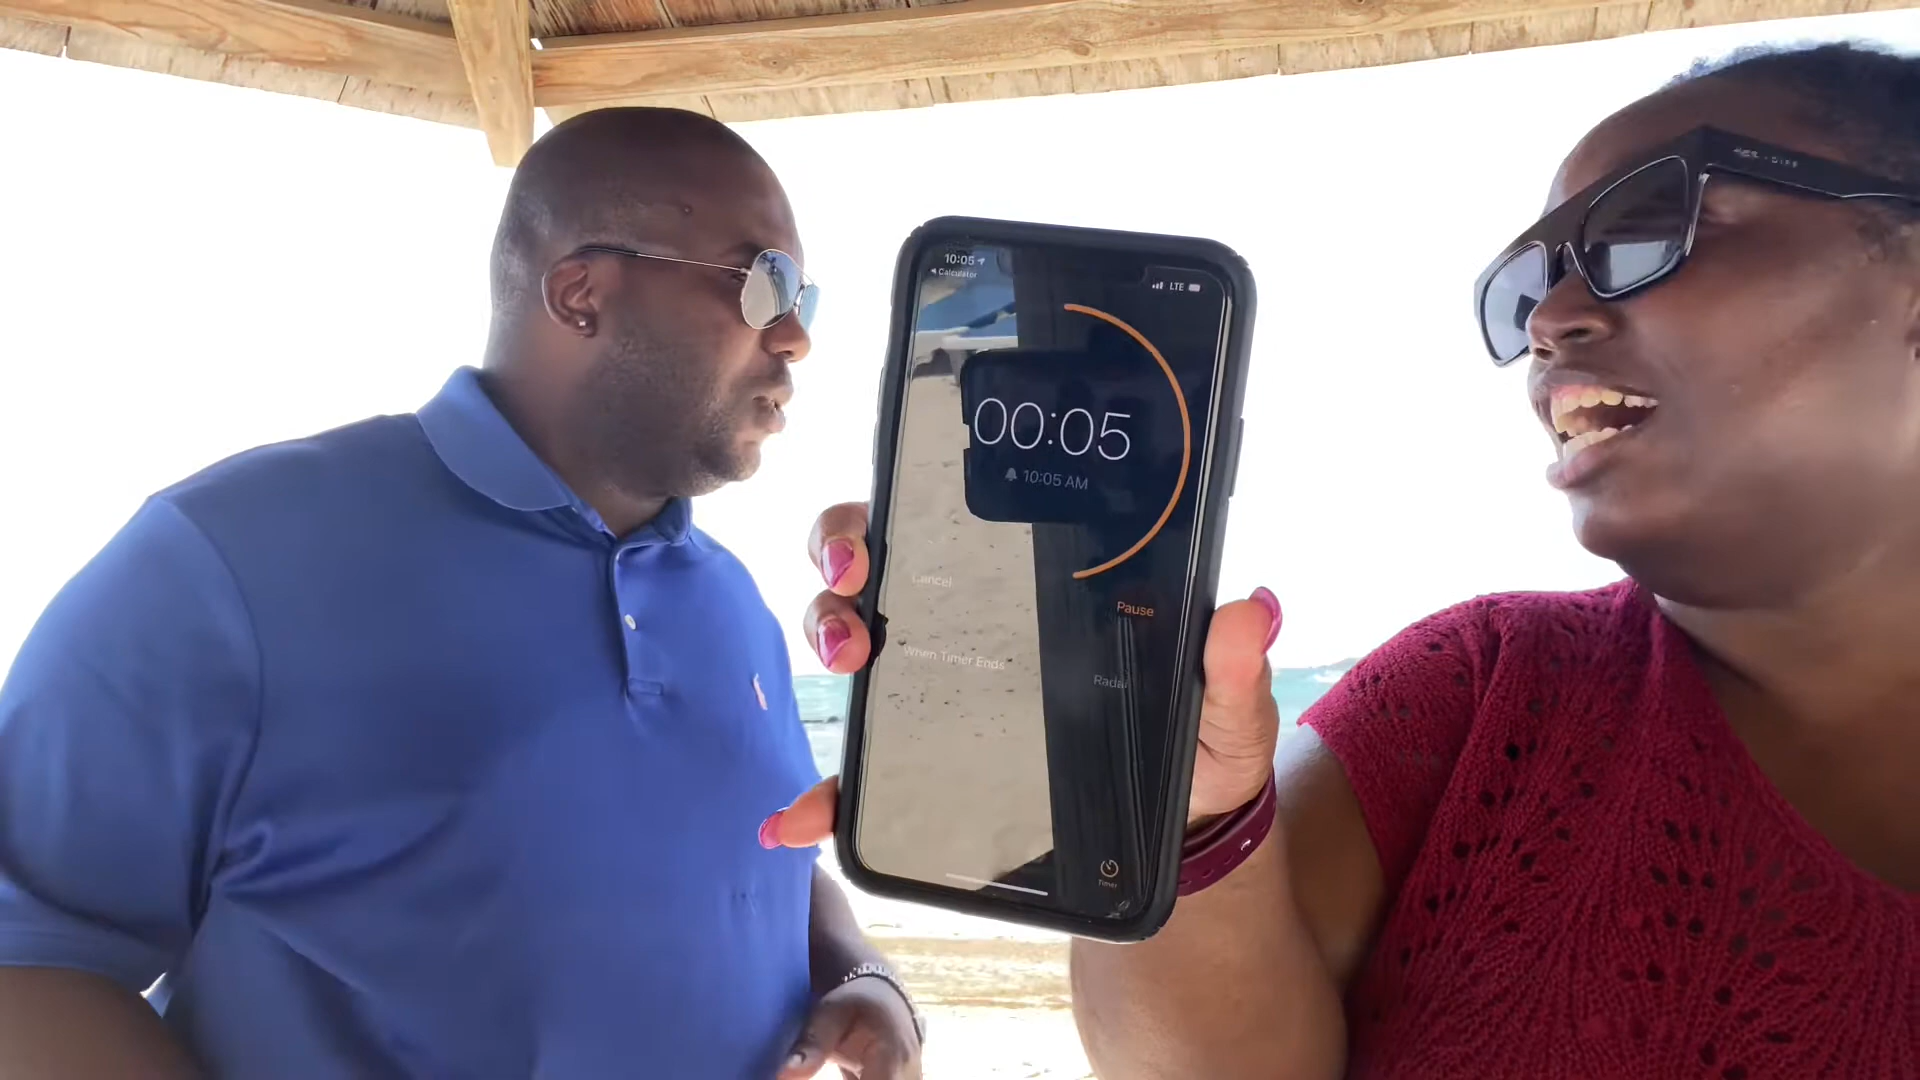 10:05
Calculator
LTE
00:05
10:05 AM
Cancel
Pause
When Timer Ends
Radar
Timer